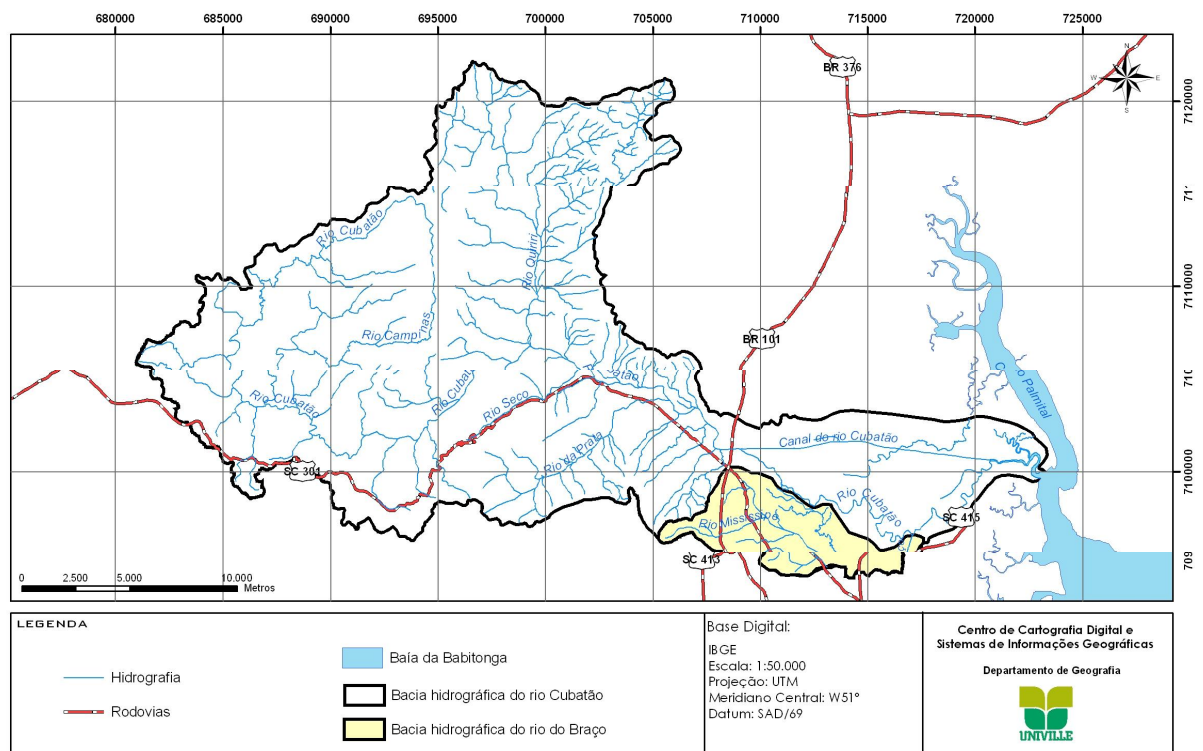 680000 685000 690000 695000 700000 705000 710000 715000 720000 725000
BR 376
N
W E
S
7120000
Rio Cubatão
Rio Quiriri
7110000
BR 101
Rio Campinas
Palmital
Rio Cubatão
Rio Cubat
atão
Rio Seco
Canal do rio Cubatão
Rio da Prata
SC 301
7100000
Rio Cubatão
SC 415
Rio Mississipi
SC 413
709
0 2.500 5.000 10.000
Metros
LEGENDA
Hidrografia
Rodovias
Baía da Babitonga
Bacia hidrográfica do rio Cubatão
Bacia hidrográfica do rio do Braço
Base Digital:
IBGE
Escala: 1:50.000
Projeção: UTM
Meridiano Central: W51°
Datum: SAD/69
Centro de Cartografia Digital e
Sistemas de Informações Geográficas
Departamento de Geografia
UNIVILLE